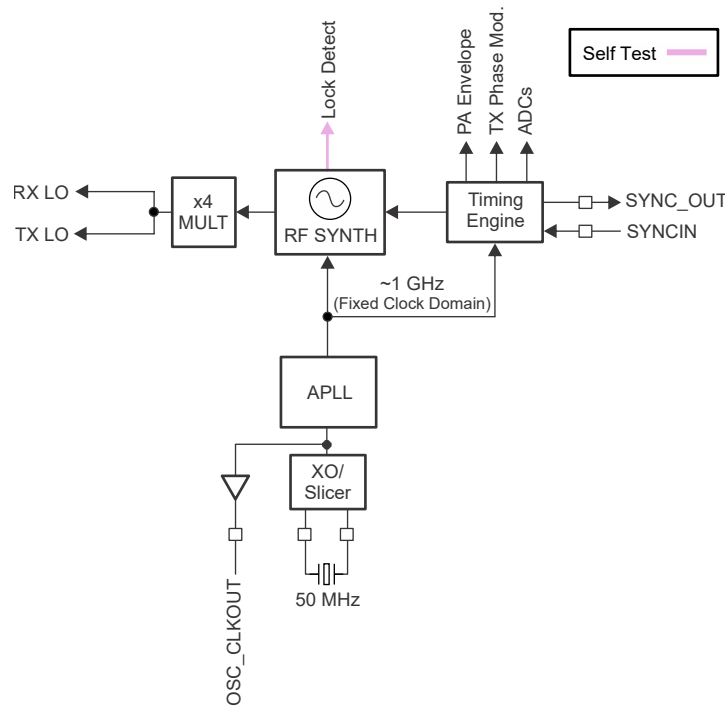 Self Test
Lock Detect
PA Envelope
TX Phase Mod.
ADCs
RX LO
TX LO
x4
MULT
RF SYNTH
Timing
Engine
SYNC_OUT
SYNCIN
~1 GHz
(Fixed Clock Domain)
APLL
XO/
Slicer
50 MHz
OSC_CLKOUT